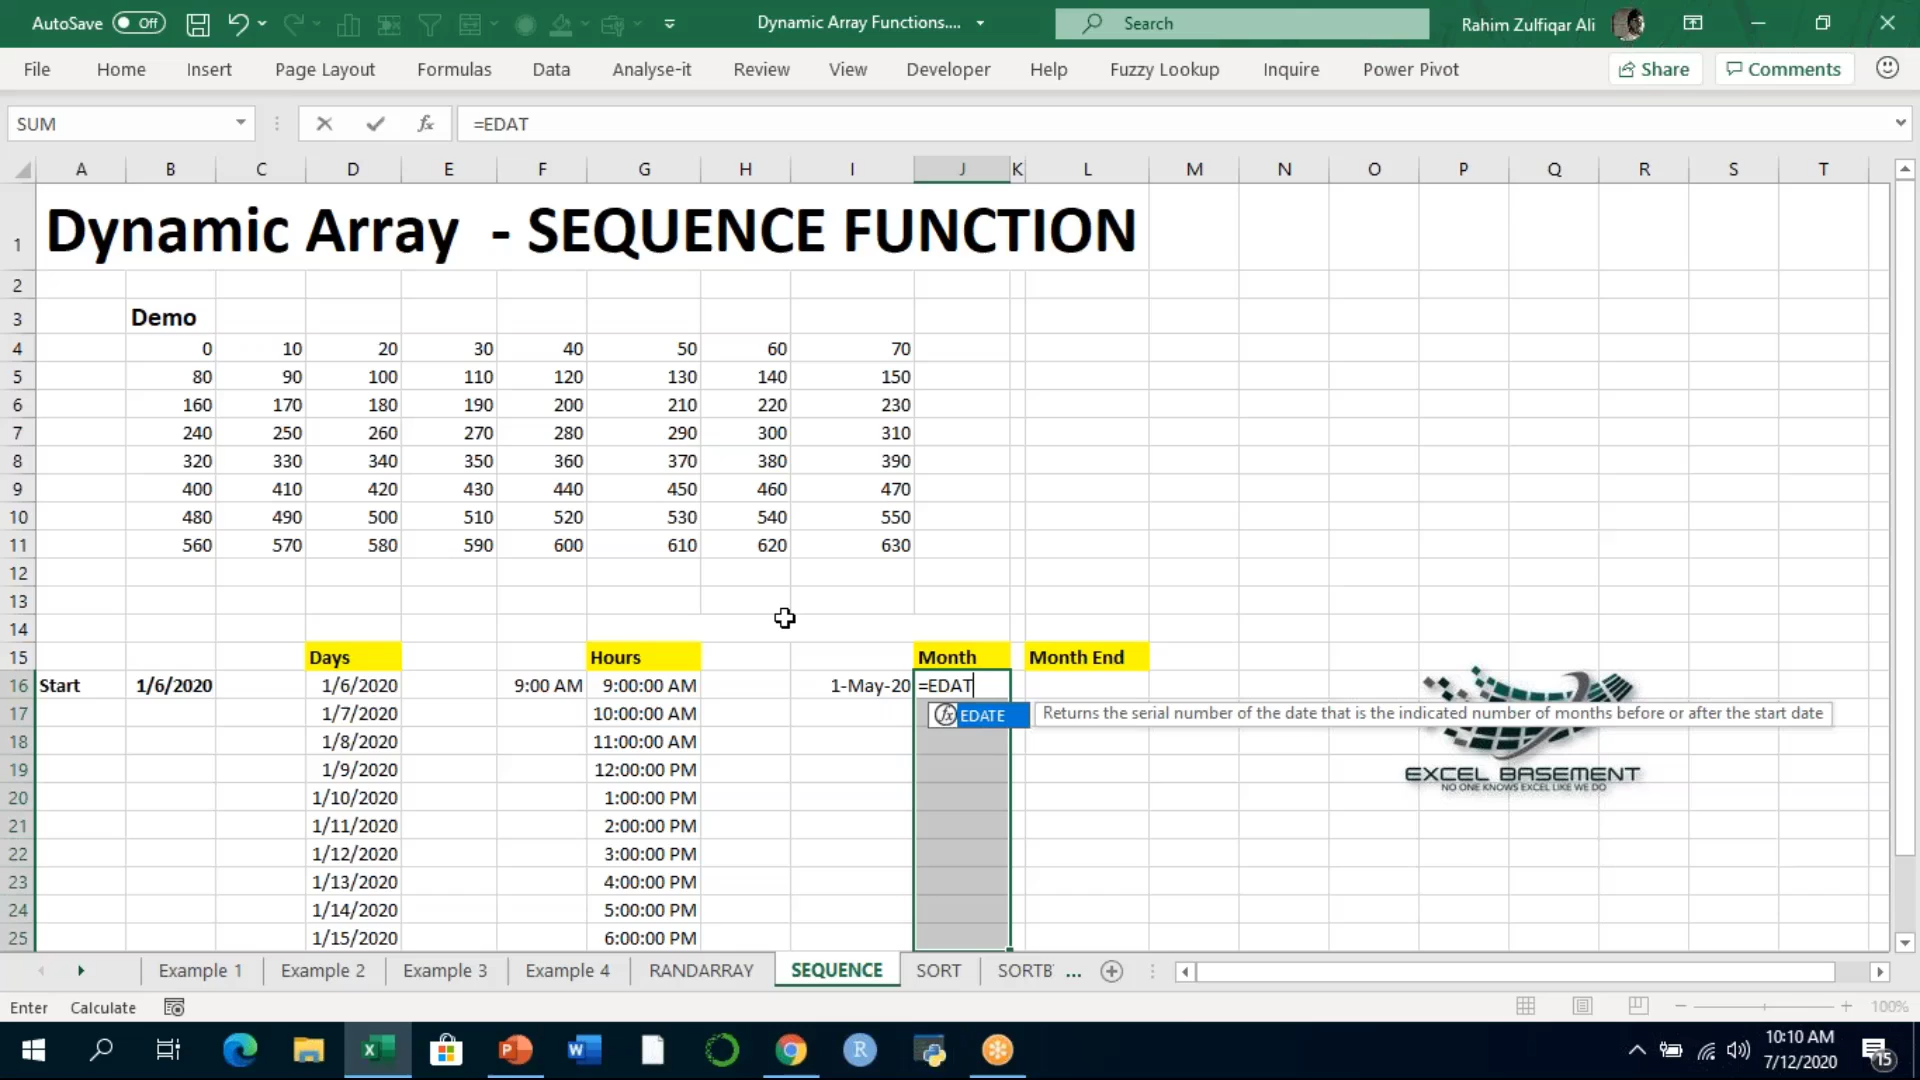 AutoSave Off Dynamic Array Functions.... Search Rahim Zulfiqar Ali
File Home Insert Page Layout Formulas Data Analyse-it Review View Developer Help Fuzzy Lookup Inquire Power Pivot Share Comments
SUM fx =EDAT
A B C D E F G H I J K L M N O P Q R S T
1 Dynamic Array - SEQUENCE FUNCTION
2
3 Demo
4 0 10 20 30 40 50 60 70
5 80 90 100 110 120 130 140 150
6 160 170 180 190 200 210 220 230
7 240 250 260 270 280 290 300 310
8 320 330 340 350 360 370 380 390
9 400 410 420 430 440 450 460 470
10 480 490 500 510 520 530 540 550
11 560 570 580 590 600 610 620 630
12
13
14
15 Days Hours Month Month End
16 Start 1/6/2020 1/6/2020 9:00 AM 9:00:00 AM 1-May-20 =EDAT
17 1/7/2020 10:00:00 AM fx EDATE Returns the serial number of the date that is the indicated number of months before or after the start date
18 1/8/2020 11:00:00 AM
19 1/9/2020 12:00:00 PM EXCEL BASEMENT
NO ONE KNOWS EXCEL LIKE WE DO
20 1/10/2020 1:00:00 PM
21 1/11/2020 2:00:00 PM
22 1/12/2020 3:00:00 PM
23 1/13/2020 4:00:00 PM
24 1/14/2020 5:00:00 PM
25 1/15/2020 6:00:00 PM
Example 1 Example 2 Example 3 Example 4 RANDARRAY SEQUENCE SORT SORTB ...
Enter Calculate 100%
10:10 AM
7/12/2020 15